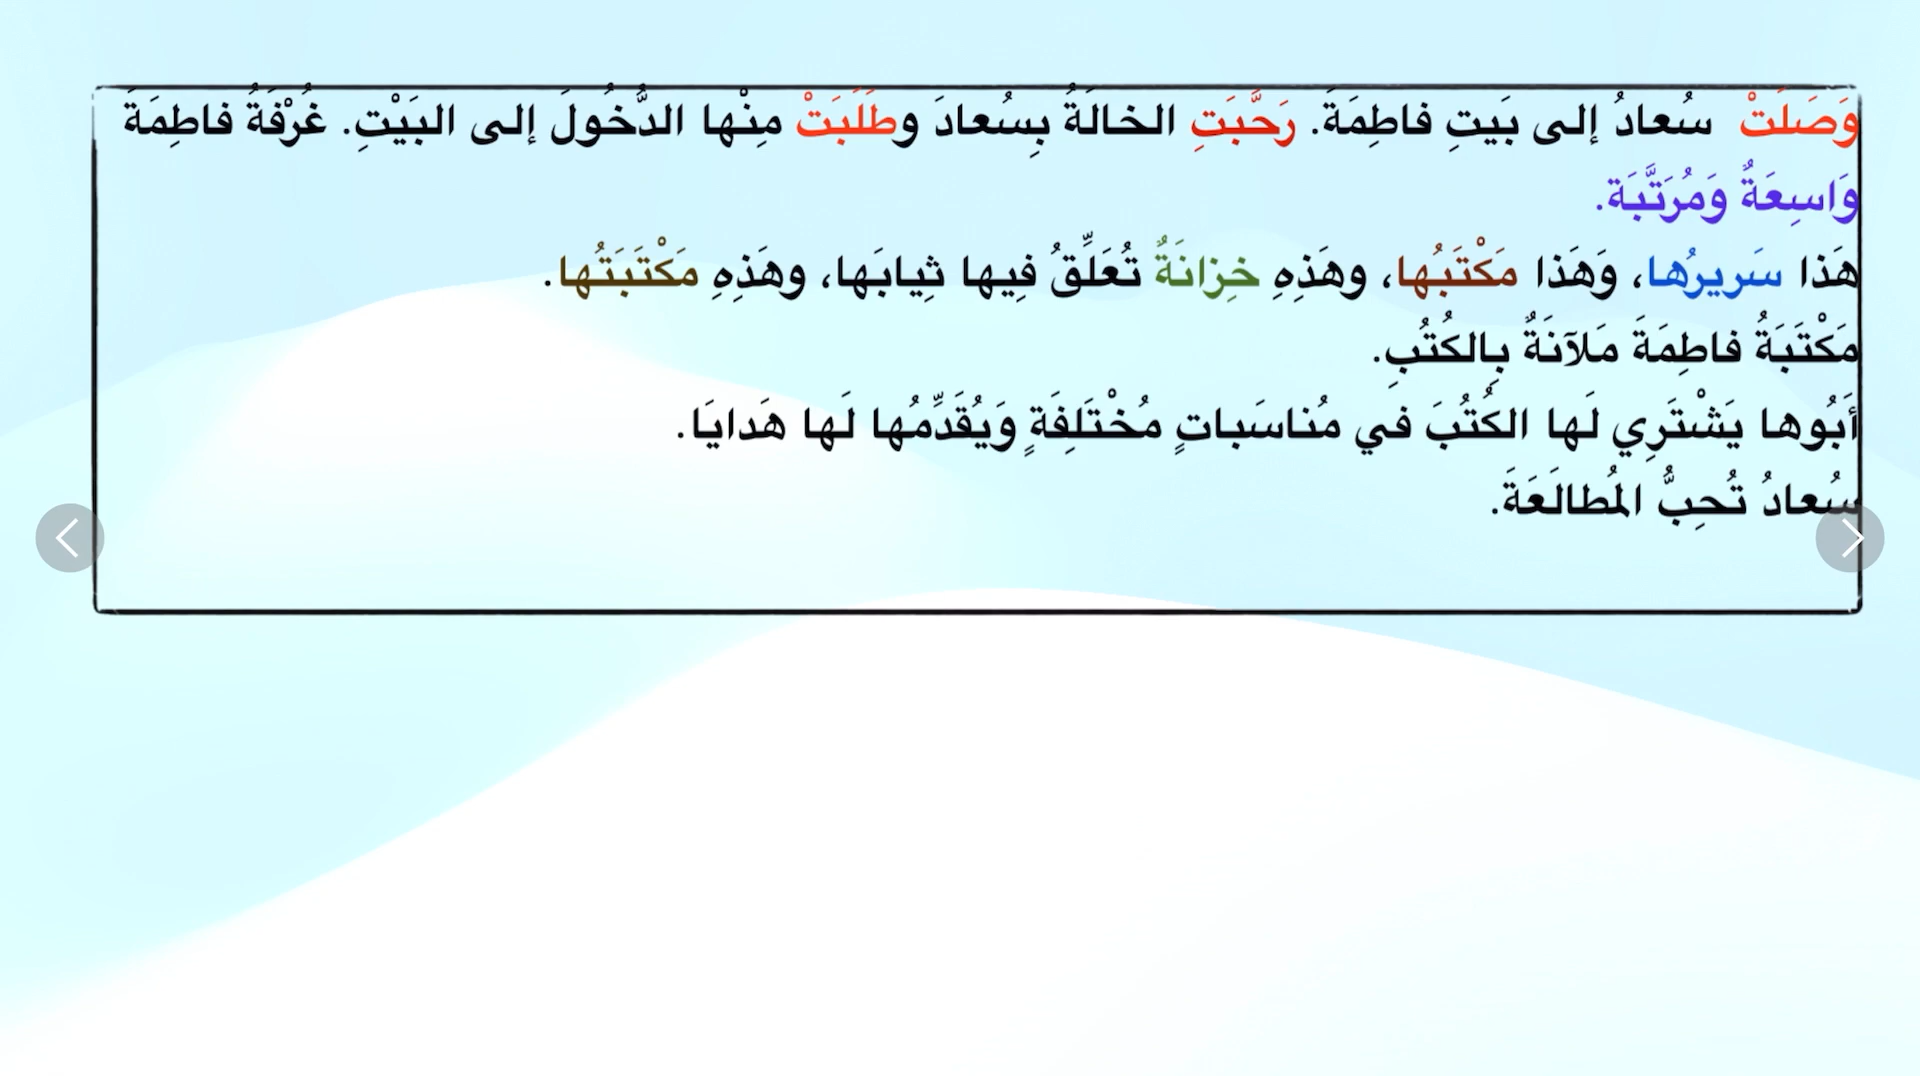 وَصَلَتْ سُعادُ إلى بَيتِ فاطِمَةَ. رَحَّبَتِ الخالَةُ بِسُعادَ وطَلَبَتْ مِنْها الدُّخُولَ إلى البَيْتِ. غُرْفَةُ فاطِمَةَ
وَاسِعَةٌ وَمُرَتَّبَة.
هَذا سَريرُها، وَهَذا مَكْتَبُها، وهَذِهِ خِزانَةٌ تُعَلِّقُ فِيها ثِيابَها، وهَذِهِ مَكْتَبَتُها.
مَكْتَبَةُ فاطِمَةَ مَلآنَةٌ بِالكُتُبِ.
أَبُوها يَشْتَرِي لَها الكُتُبَ في مُناسَباتٍ مُخْتَلِفَةٍ وَيُقَدِّمُها لَها هَدايَا.
سُعادُ تُحِبُّ المُطالَعَةَ.